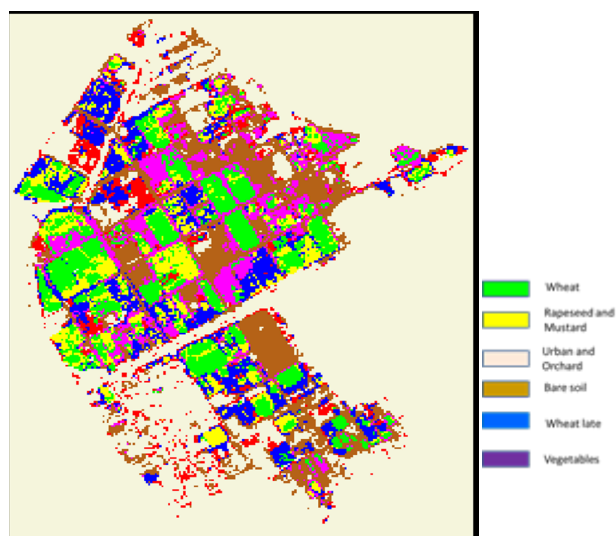 Wheat
Rapeseed and
Mustard
Urban and
Orchard
Bare soil
Wheat late
Vegetables